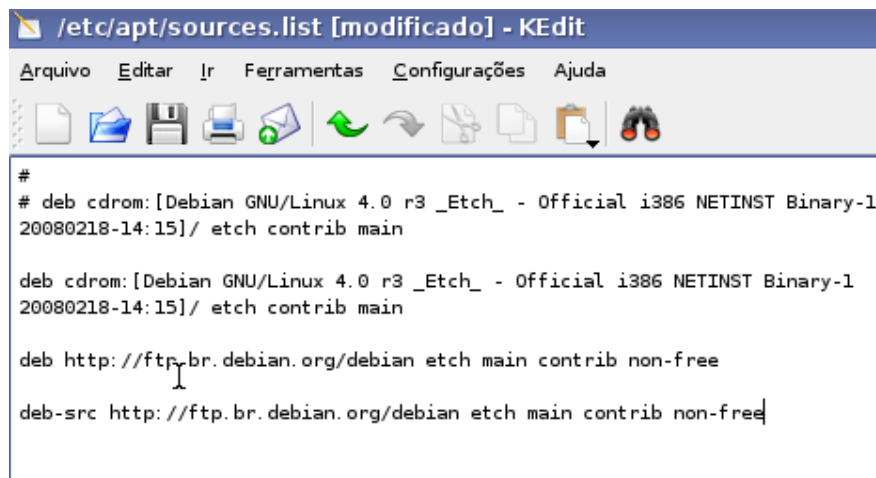 /etc/apt/sources.list [modificado] - KEdit
Arquivo Editar Ir Ferramentas Configurações Ajuda
#
# deb cdrom:[Debian GNU/Linux 4.0 r3 _Etch_ - Official i386 NETINST Binary-1
20080218-14:15]/ etch contrib main
deb cdrom:[Debian GNU/Linux 4.0 r3 _Etch_ - Official i386 NETINST Binary-1
20080218-14:15]/ etch contrib main
deb http://ftp.br.debian.org/debian etch main contrib non-free
deb-src http://ftp.br.debian.org/debian etch main contrib non-free